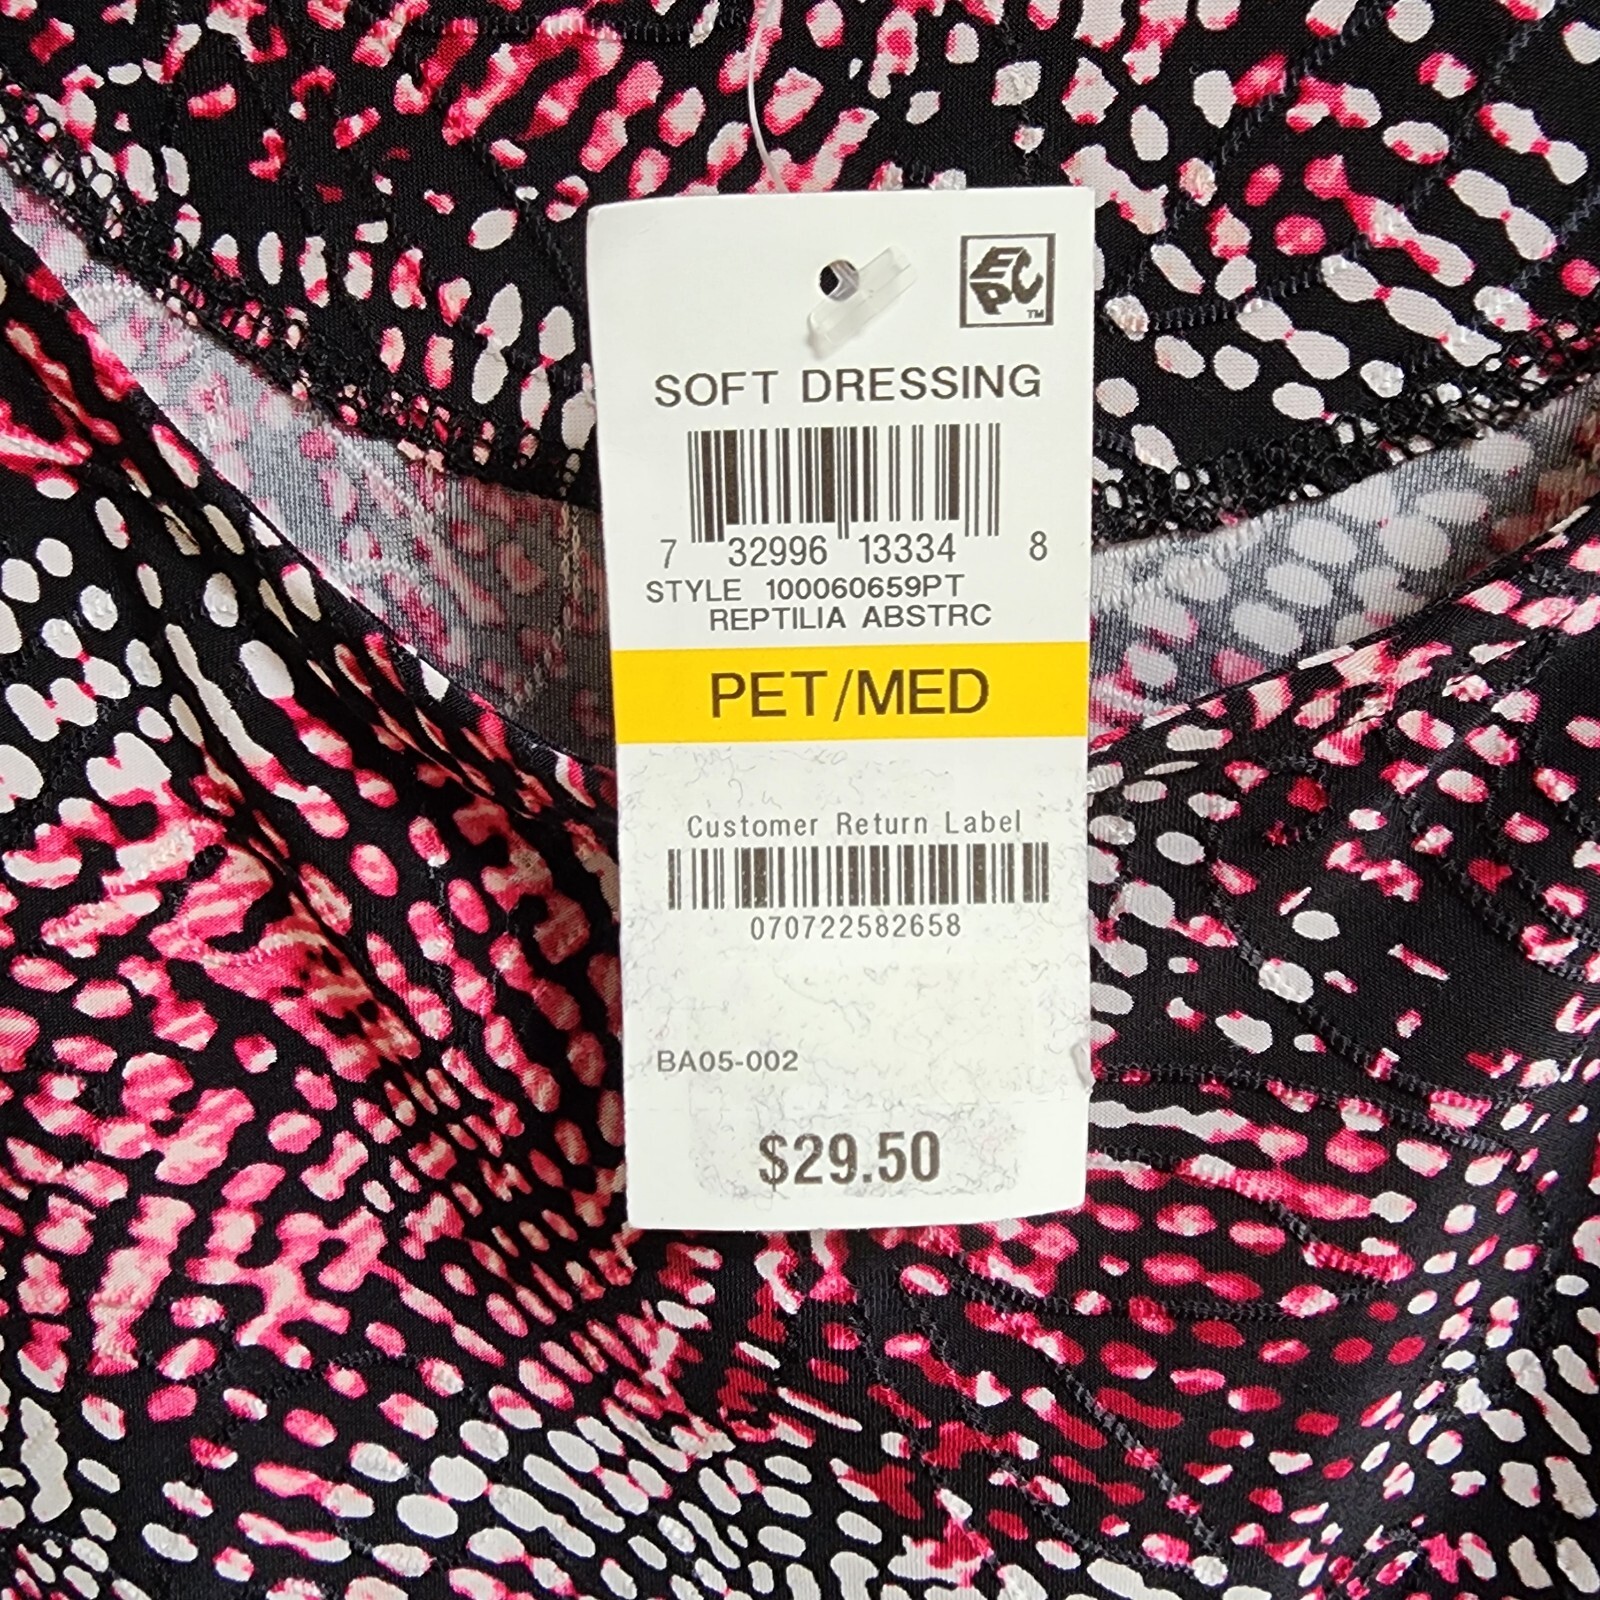 EPC
TM
SOFT DRESSING
7 32996 13334 8
STYLE 100060659PT
REPTILIA ABSTRC
PET/MED
Customer Return Label
070722582658
BA05-002
$29.50